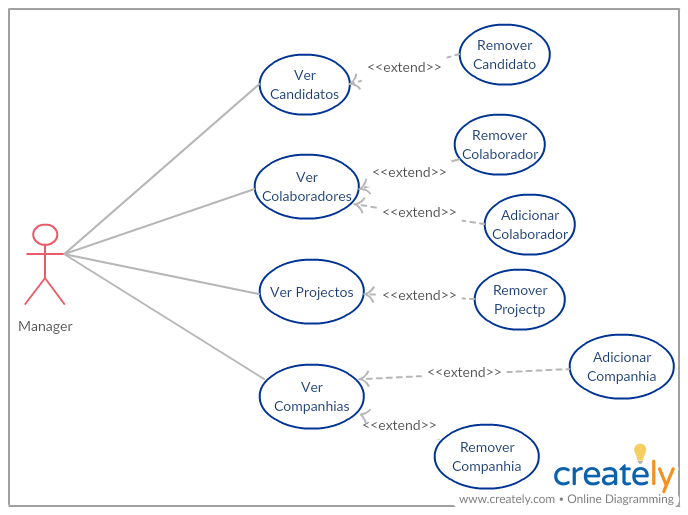 Remover
Candidato
<<extend>>
Ver
Candidatos
Remover
Colaborador
<<extend>>
Ver
Colaboradores
<<extend>>
Adicionar
Colaborador
Manager
Ver Projectos
<<extend>>
Remover
Projectp
Adicionar
Companhia
<<extend>>
Ver
Companhias
<<extend>>
Remover
Companhia
creately
www.creately.com • Online Diagramming